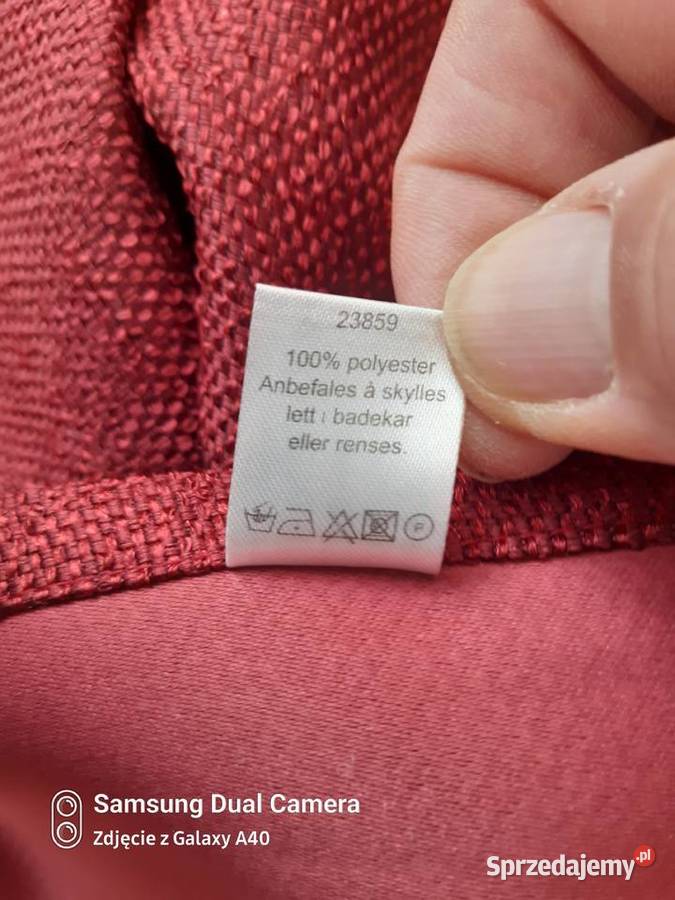 23859
100% polyester
Anbefales à skylles
lett i badekar
eller renses.
P
Samsung Dual Camera
Zdjęcie z Galaxy A40
Sprzedajemy.pl